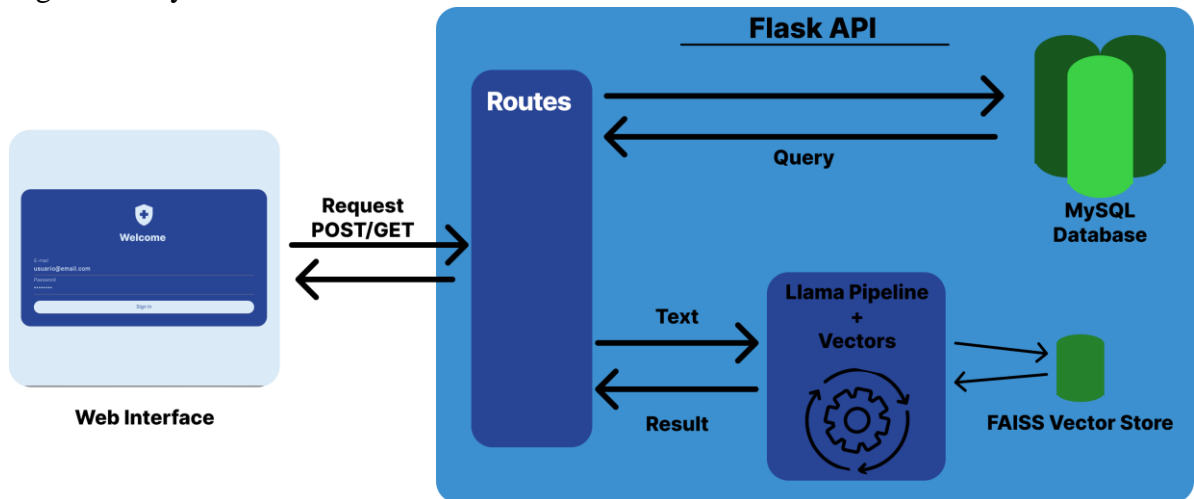 Flask API
Routes
Query
MySQL
Database
Welcome
E-mail
usuario@email.com
Password
********
Sign in
Web Interface
Request
POST/GET
Text
Result
Llama Pipeline
+
Vectors
FAISS Vector Store